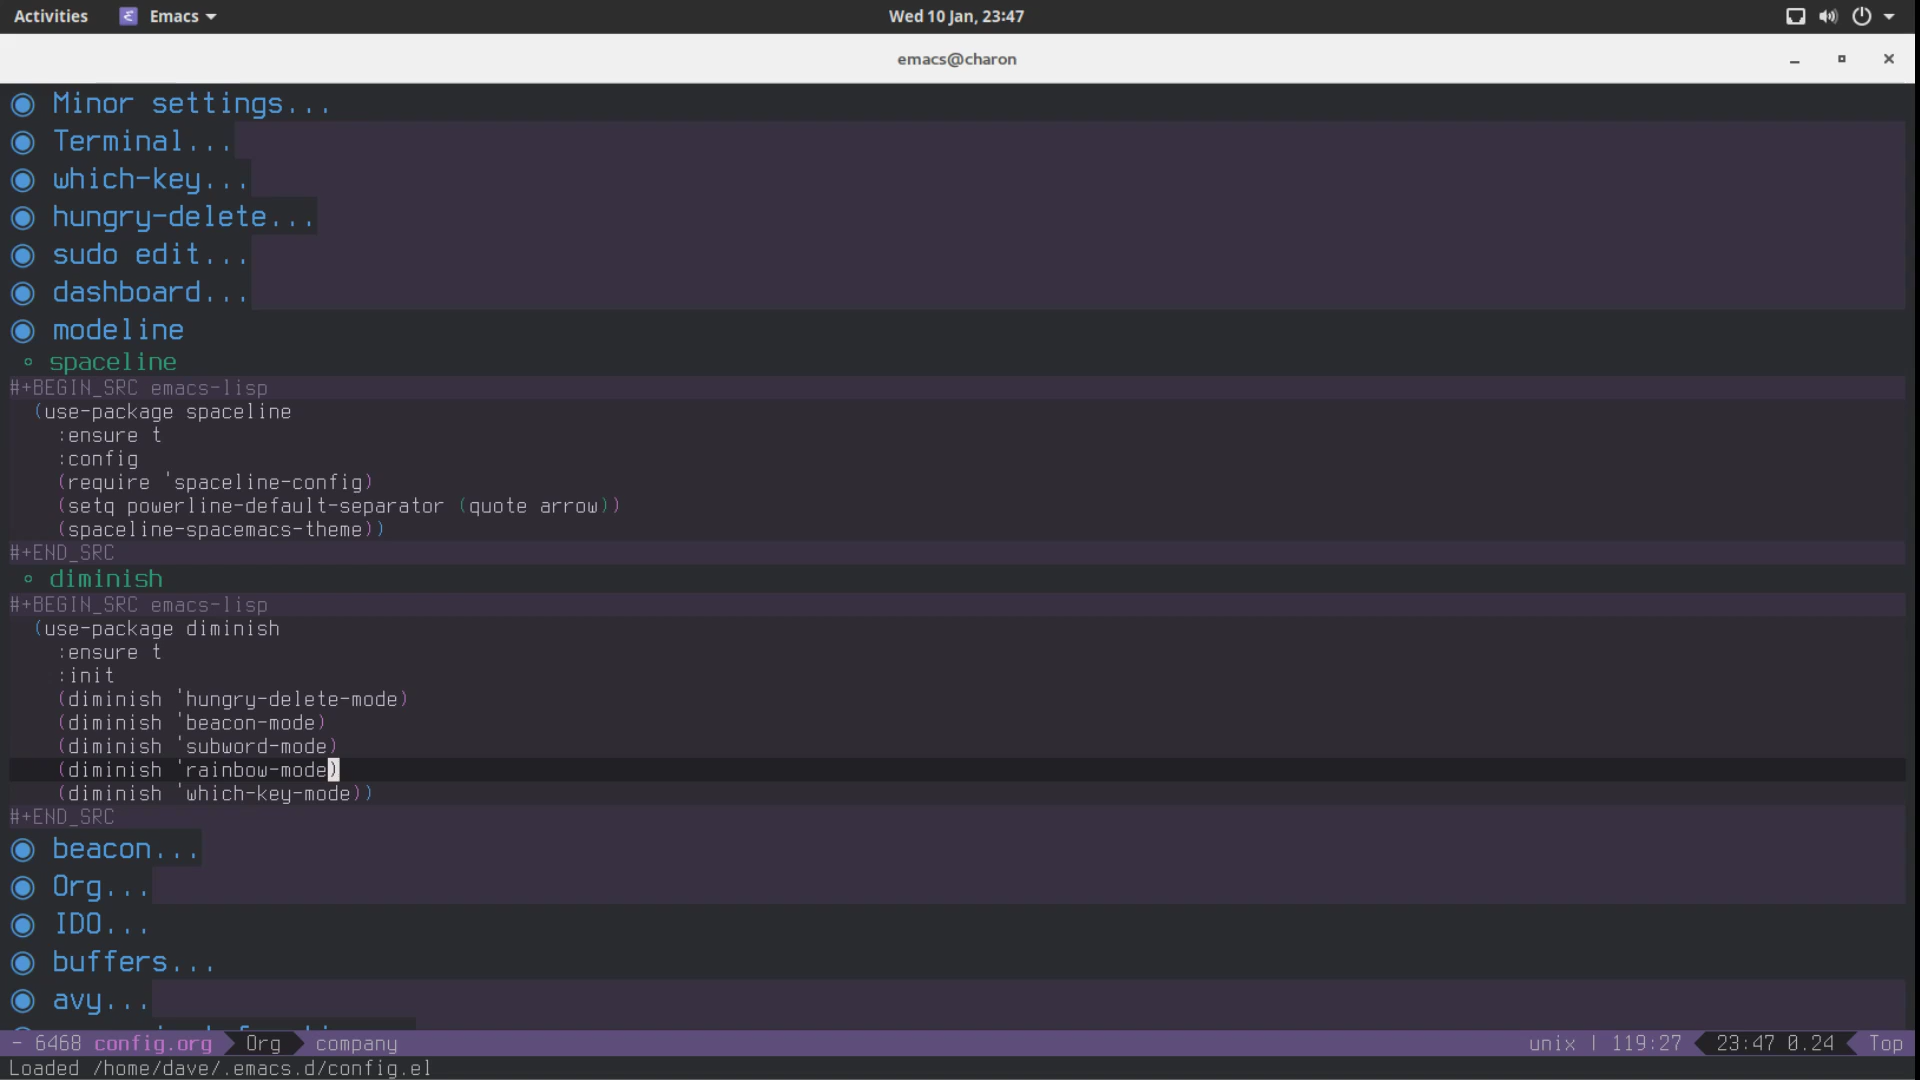 Activities Emacs Wed 10 Jan, 23:47
emacs@charon
Minor settings...
Terminal...
which-key...
hungry-delete...
sudo edit...
dashboard...
modeline
spaceline
#+BEGIN_SRC emacs-lisp
(use-package spaceline
:ensure t
:config
(require 'spaceline-config)
(setq powerline-default-separator (quote arrow))
(spaceline-spacemacs-theme))
#+END_SRC
diminish
#+BEGIN_SRC emacs-lisp
(use-package diminish
:ensure t
:init
(diminish 'hungry-delete-mode)
(diminish 'beacon-mode)
(diminish 'subword-mode)
(diminish 'rainbow-mode)
(diminish 'which-key-mode))
#+END_SRC
beacon...
Org...
IDO...
buffers...
avy...
- 6468 config.org Org company unix | 119:27 23:47 0.24 Top
Loaded /home/dave/.emacs.d/config.el